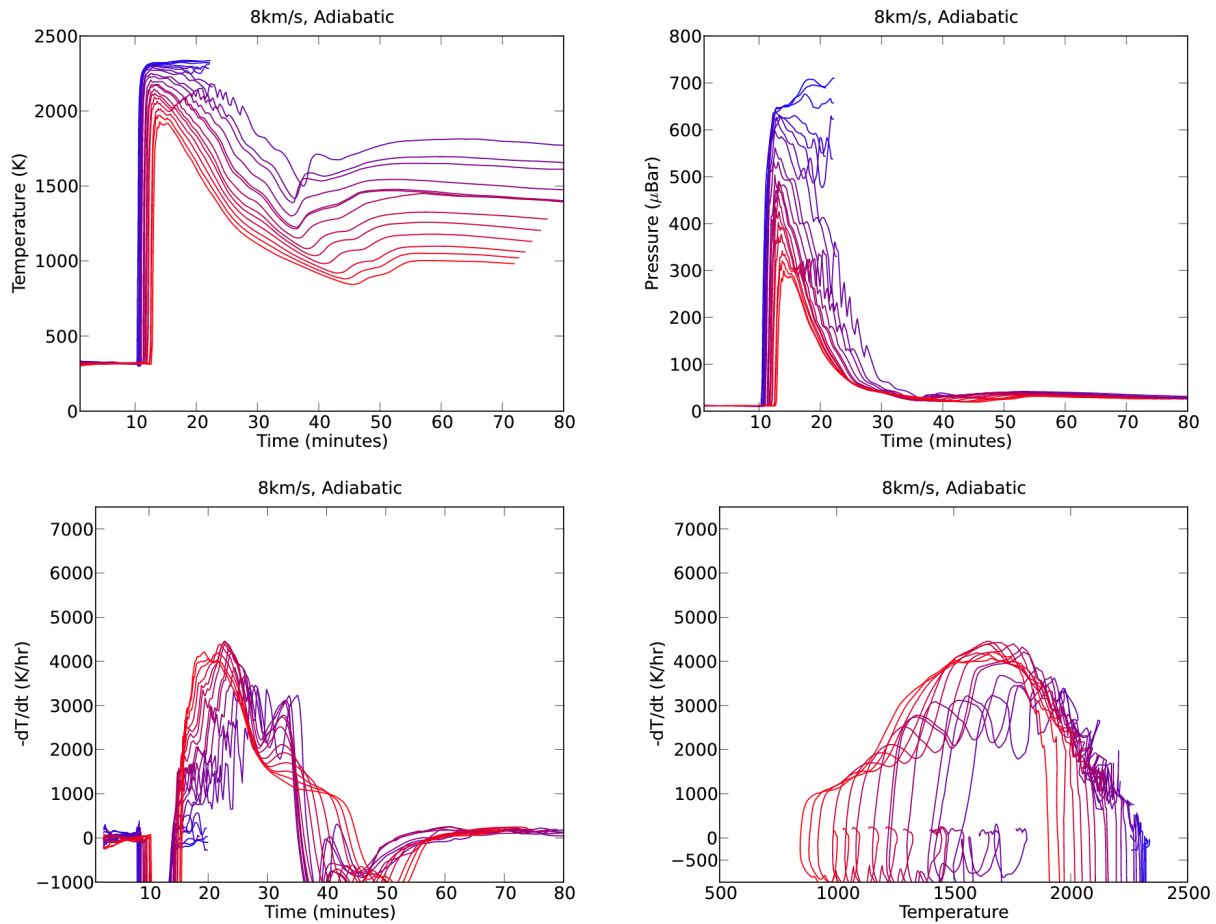 8km/s, Adiabatic
2500
2000
1500
1000
500
0
Temperature (K)
10 20 30 40 50 60 70 80
Time (minutes)
8km/s, Adiabatic
800
700
600
500
400
300
200
100
0
Pressure (μBar)
10 20 30 40 50 60 70 80
Time (minutes)
8km/s, Adiabatic
7000
6000
5000
4000
3000
2000
1000
0
−1000
-dT/dt (K/hr)
10 20 30 40 50 60 70 80
Time (minutes)
8km/s, Adiabatic
7000
6000
5000
4000
3000
2000
1000
0
−500
-dT/dt (K/hr)
500 1000 1500 2000 2500
Temperature